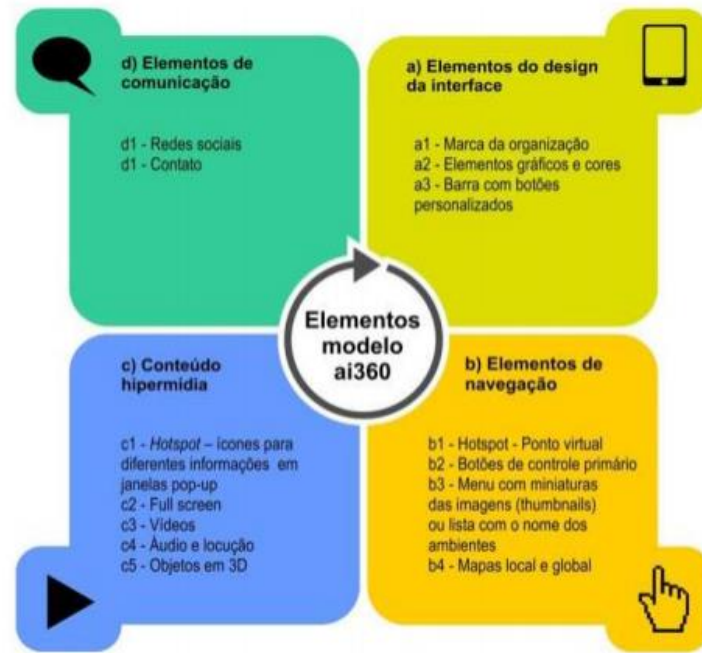 d) Elementos de
comunicação
d1 - Redes sociais
d1 - Contato
a) Elementos do design
da interface
a1 - Marca da organização
a2 - Elementos gráficos e cores
a3 - Barra com botões
personalizados
Elementos
modelo
ai360
c) Conteúdo
hipermídia
c1 - Hotspot – ícones para
diferentes informações em
janelas pop-up
c2 - Full screen
c3 - Vídeos
c4 - Àudio e locução
c5 - Objetos em 3D
b) Elementos de
navegação
b1 - Hotspot - Ponto virtual
b2 - Botões de controle primário
b3 - Menu com miniaturas
das imagens (thumbnails)
ou lista com o nome dos
ambientes
b4 - Mapas local e global